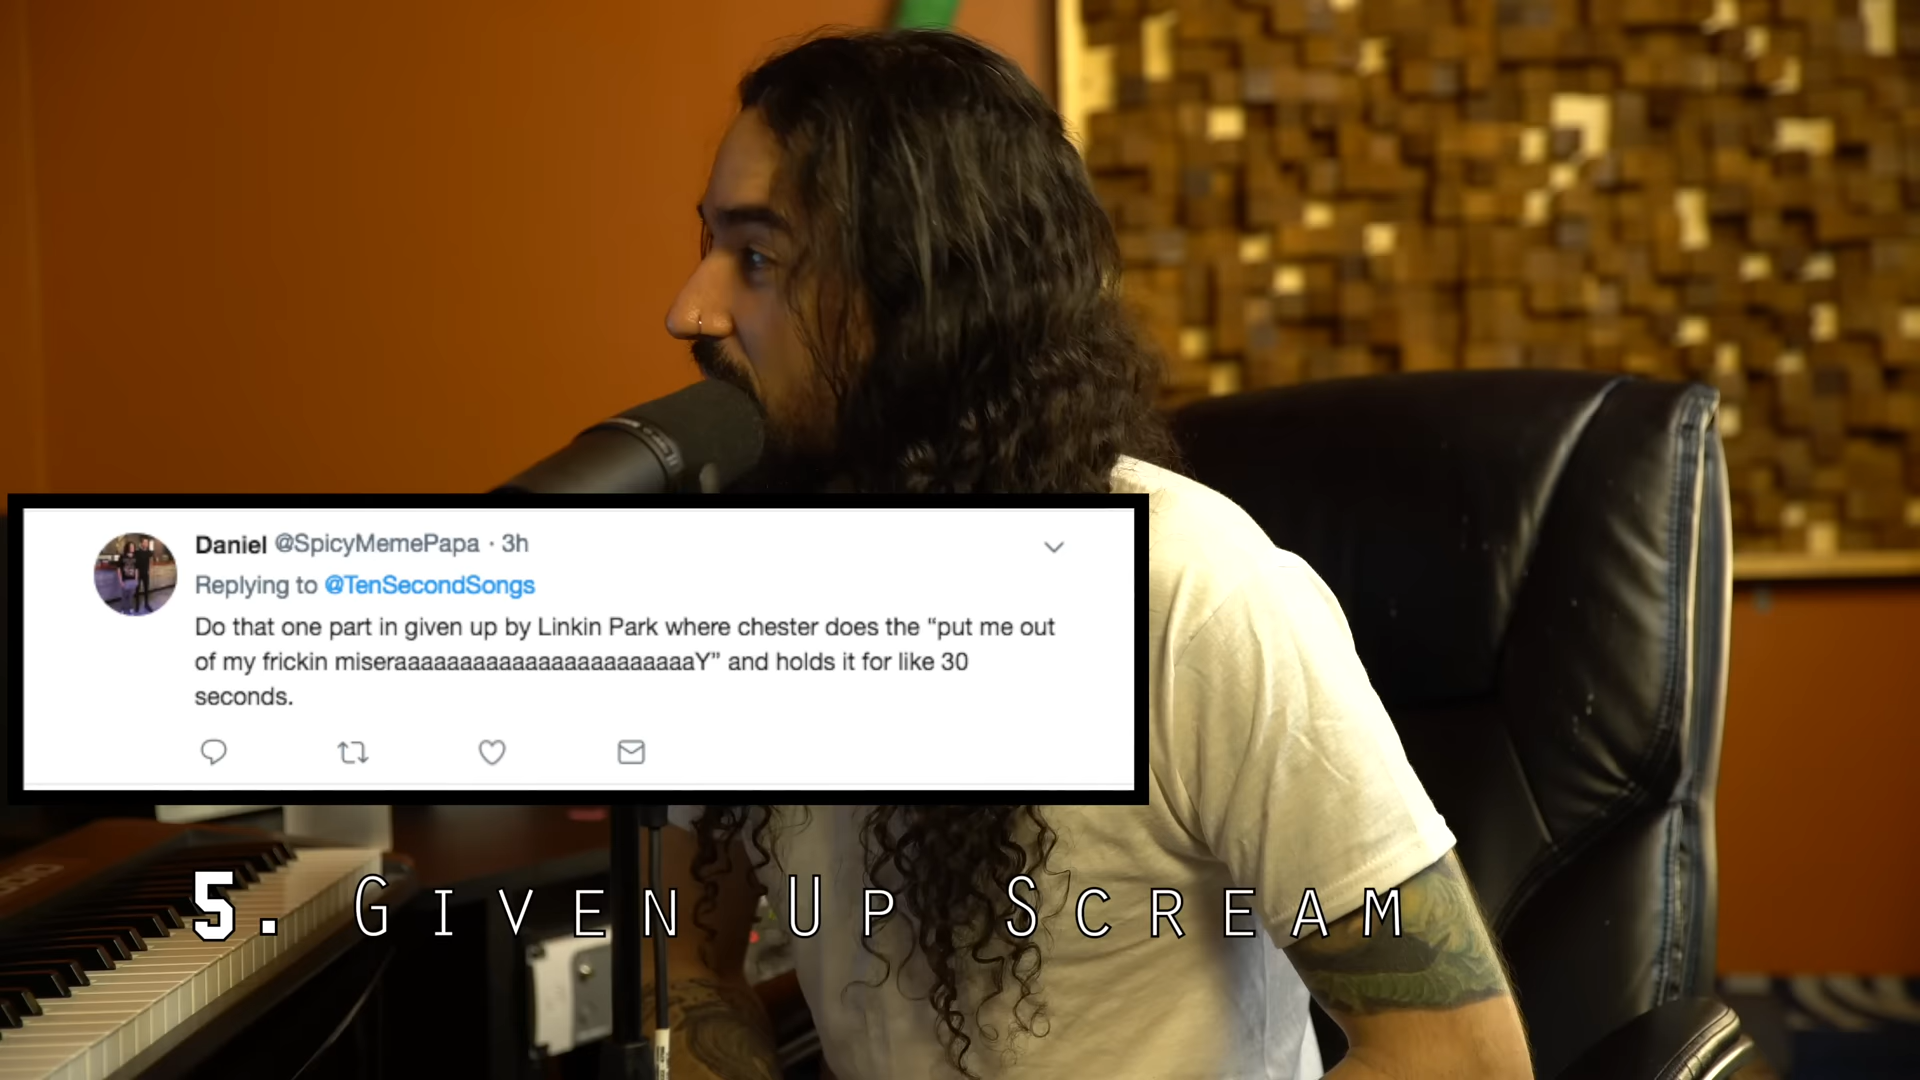 Daniel @SpicyMemePapa · 3h
Replying to @TenSecondSongs
Do that one part in given up by Linkin Park where chester does the “put me out
of my frickin miseraaaaaaaaaaaaaaaaaaaaaaaY” and holds it for like 30
seconds.
5. Given Up Scream